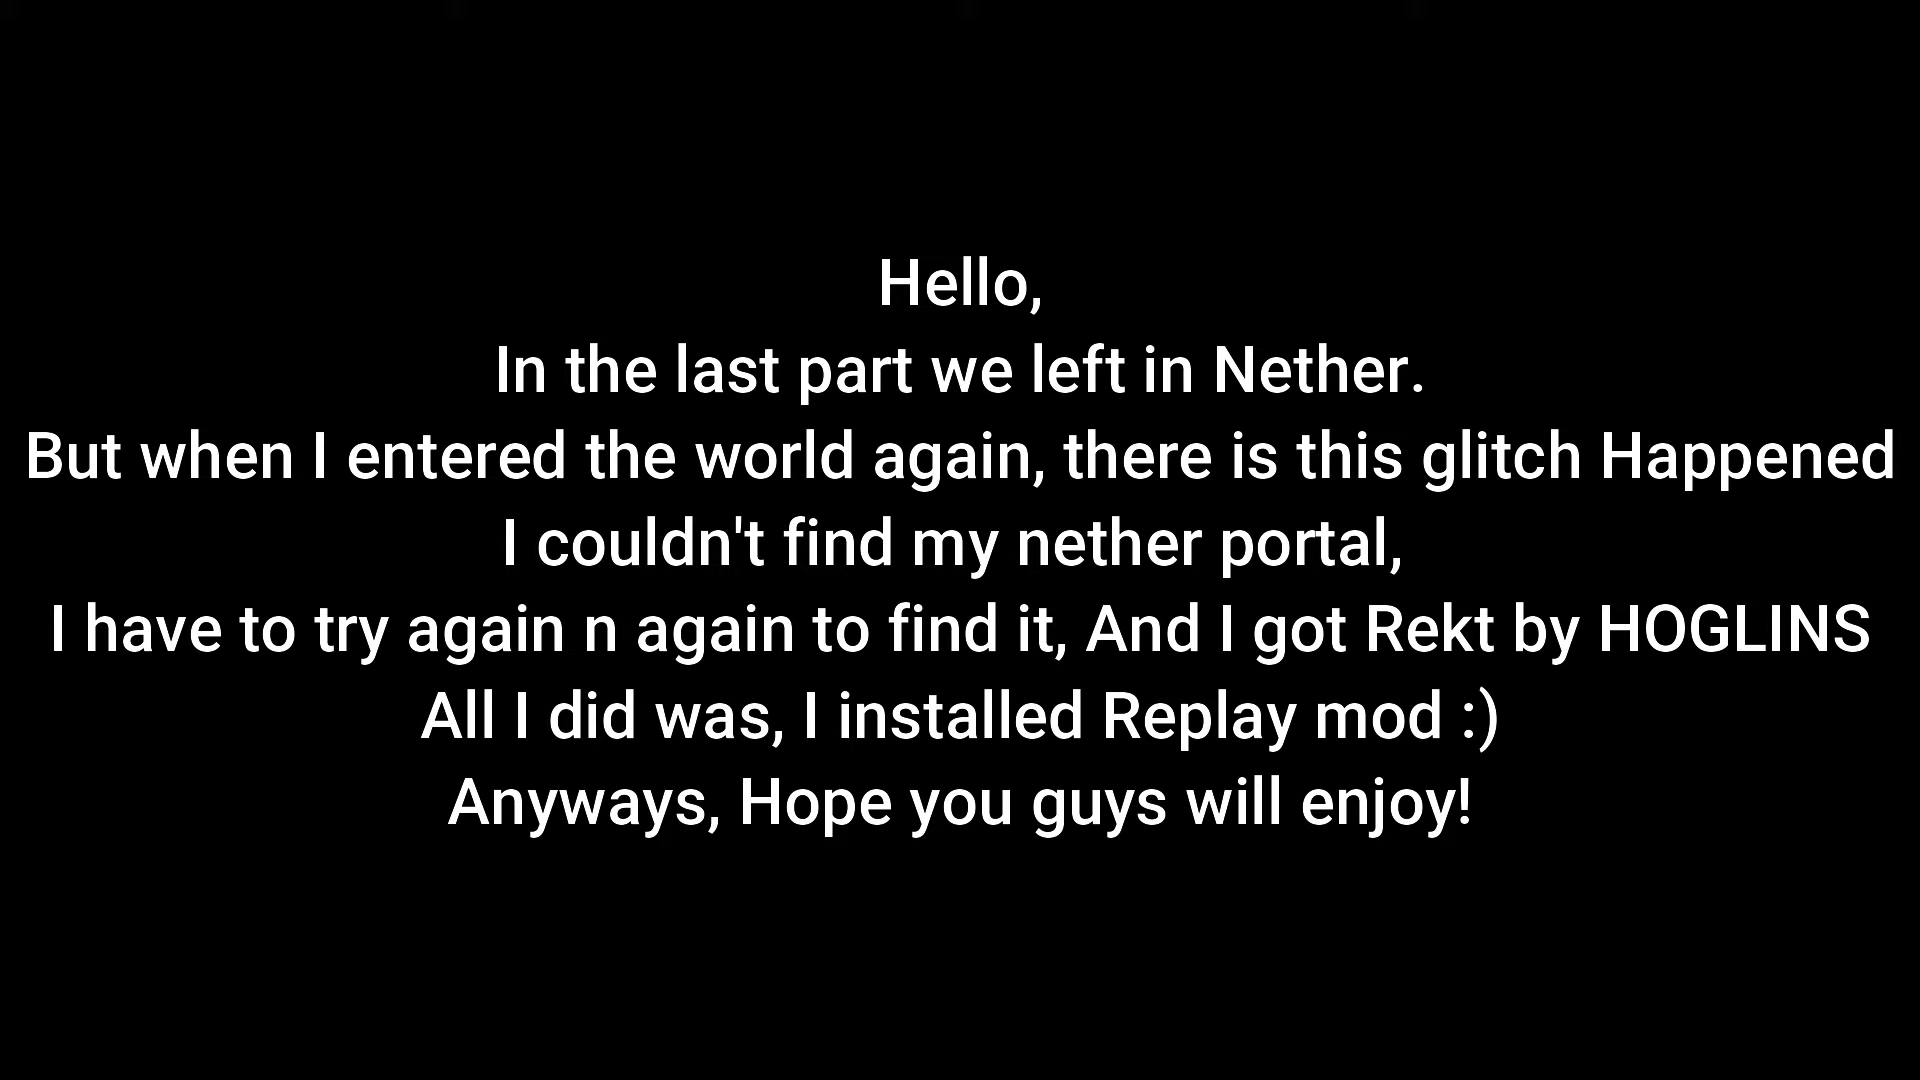 Hello,
In the last part we left in Nether.
But when I entered the world again, there is this glitch Happened
I couldn't find my nether portal,
I have to try again n again to find it, And I got Rekt by HOGLINS
All I did was, I installed Replay mod :)
Anyways, Hope you guys will enjoy!